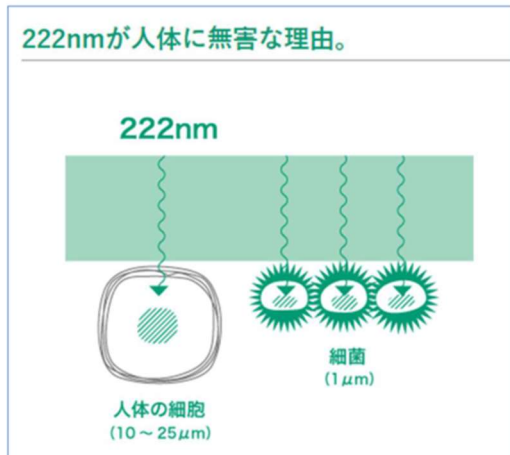 222nmが人体に無害な理由。
222nm
細菌
(1μm)
人体の細胞
(10～25μm)